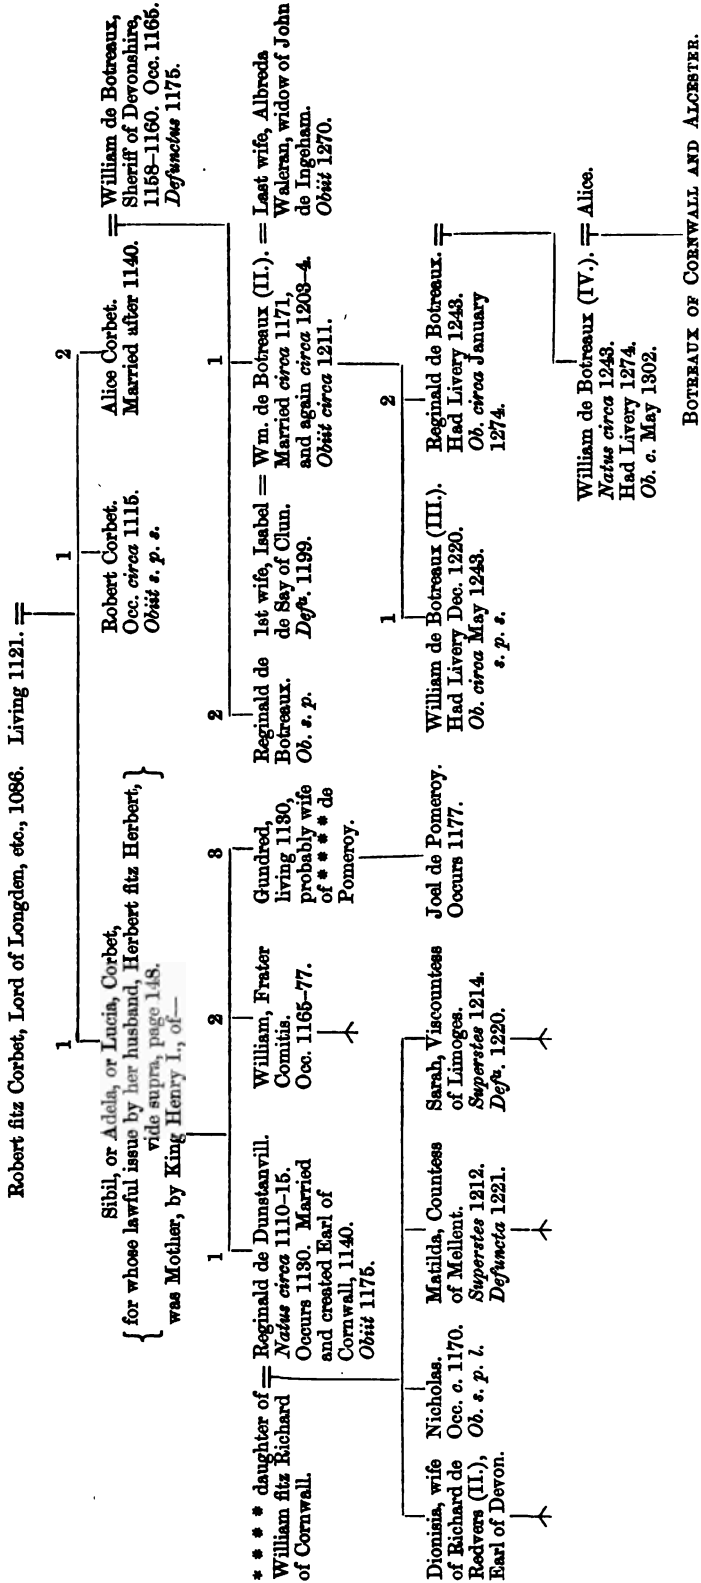 Robert fitz Corbet, Lord of Longden, etc., 1086. Living 1121. =
1
Sibil, or Adela, or Lucia, Corbet,
for whose lawful issue by her husband, Herbert fitz Herbert,
vide supra, page 148.
was Mother, by King Henry I., of—
1
Robert Corbet.
Occ. circa 1115.
Obiit s. p. s.
2
Alice Corbet.
Married after 1140.
= William de Botreaux,
Sheriff of Devonshire,
1158–1160. Occ. 1165.
Defunctus 1175.
* * * * daughter of
William fitz Richard
of Cornwall.
1
= Reginald de Dunstanvill.
Natus circa 1110–15.
Occurs 1130. Married
and created Earl of
Cornwall, 1140.
Obiit 1175.
2
William, Frater
Comitis.
Occ. 1165–77.
3
Gundred,
living 1130,
probably wife
of * * * * de
Pomeroy.
2
Reginald de
Botreaux.
Ob. s. p.
1st wife, Isabel
de Say of Clun.
Defta. 1199.
1
= Wm. de Botreaux (II.). =
Married circa 1171,
and again circa 1203–4.
Obiit circa 1211.
Last wife, Albreda
Waleran, widow of John
de Ingeham.
Obiit 1270.
Dionisia, wife
of Richard de
Redvers (II.),
Earl of Devon.
Nicholas.
Occ. c. 1170.
Ob. s. p. l.
Matilda, Countess
of Mellent.
Superstes 1212.
Defuncta 1221.
Sarah, Viscountess
of Limoges.
Superstes 1214.
Defta. 1220.
Joel de Pomeroy.
Occurs 1177.
1
William de Botreaux (III.).
Had Livery Dec. 1220.
Ob. circa May 1243.
s. p. s.
2
Reginald de Botreaux. =
Had Livery 1243.
Ob. circa January
1274.
William de Botreaux (IV.). = Alice.
Natus circa 1243.
Had Livery 1274.
Ob. c. May 1302.
BOTREAUX OF CORNWALL AND ALCESTER.